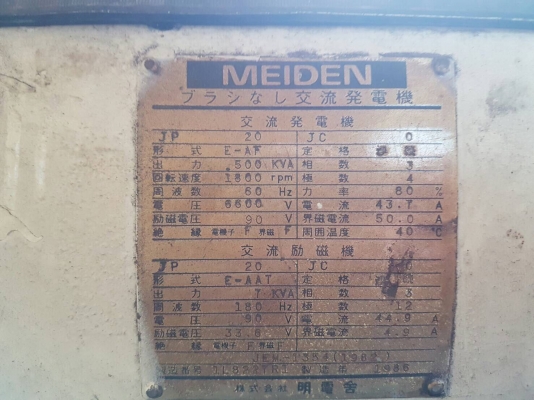 MEIDEN
ブラシなし交流発電機
交流発電機
JP 20 JC 0
形式 E-AF 定格
出力 500 KVA 相数 3
回転速度 1800 rpm 極数 4
周波数 60 Hz 力率 80 %
電圧 6600 V 電流 43.7 A
励磁電圧 90 V 界磁電流 50.0 A
絶縁 電機子 F 界磁 F 周囲温度 40 ℃
交流励磁機
JP 20 JC 0
形式 E-AAT 定格
出力 7 KVA 相数 3
周波数 180 Hz 極数 12
電圧 90 V 電流 44.9 A
励磁電圧 V 界磁電流 4.9 A
絶縁 電機子 F 界磁 F
JEM-1354(1982)
製造番号 製造年 1986
株式会社 明電舎